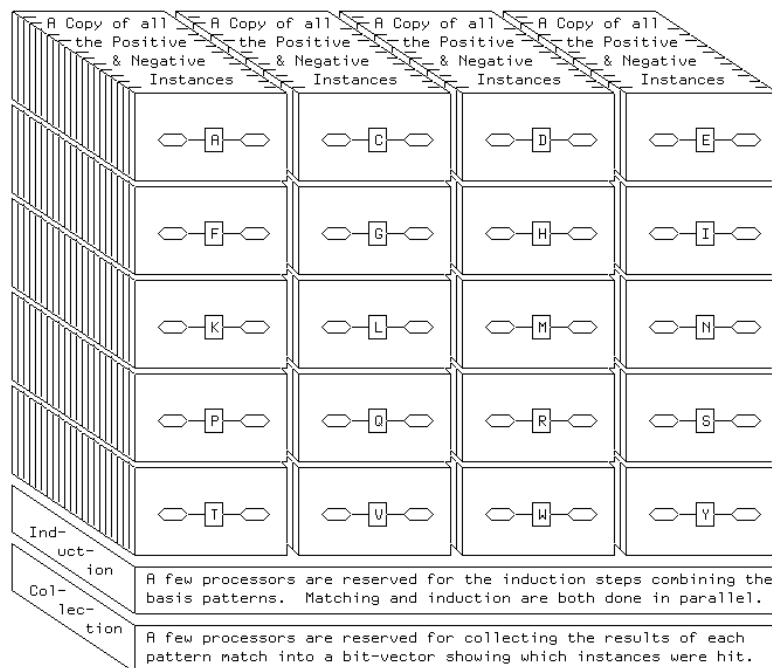 A Copy of all
the Positive
& Negative
Instances
A Copy of all
the Positive
& Negative
Instances
A Copy of all
the Positive
& Negative
Instances
A Copy of all
the Positive
& Negative
Instances
A
C
D
E
F
G
H
I
K
L
M
N
P
Q
R
S
T
V
W
Y
Ind-
uct-
ion
A few processors are reserved for the induction steps combining the
basis patterns.  Matching and induction are both done in parallel.
Col-
lec-
tion
A few processors are reserved for collecting the results of each
pattern match into a bit-vector showing which instances were hit.